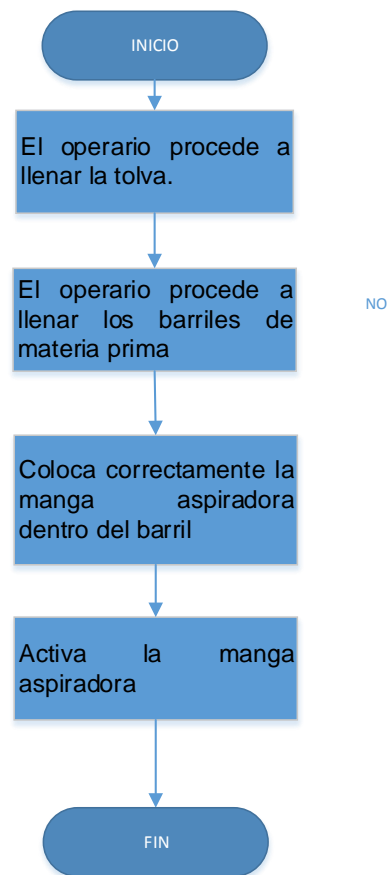 INICIO
El operario procede a
llenar la tolva.
El operario procede a
llenar los barriles de
materia prima
NO
Coloca correctamente la
manga aspiradora
dentro del barril
Activa la manga
aspiradora
FIN